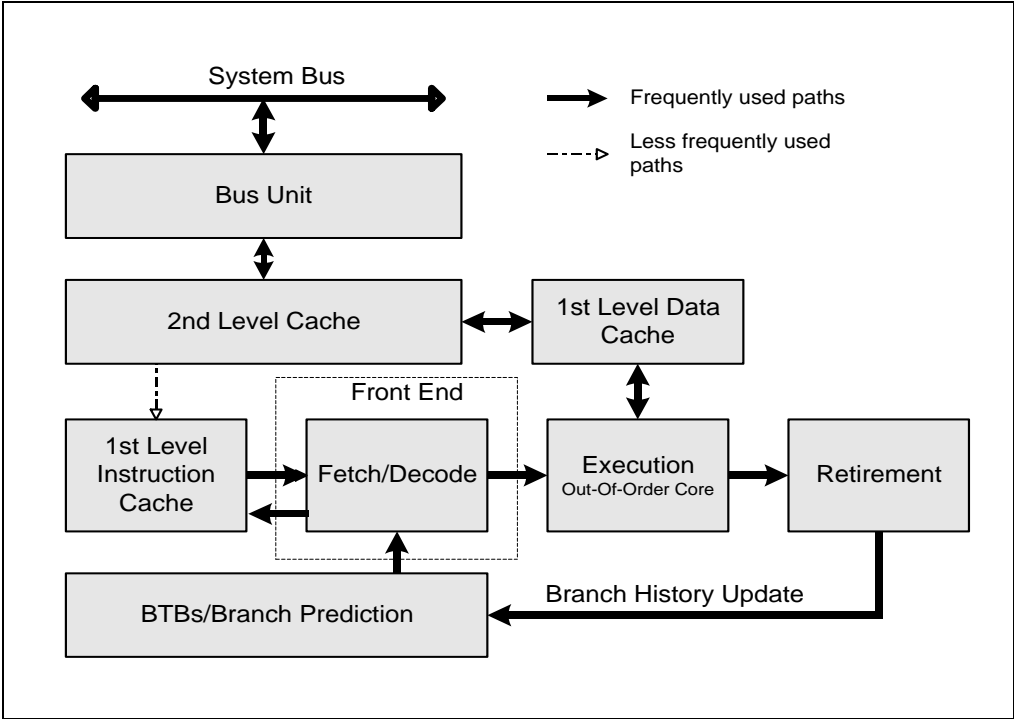 System Bus
Frequently used paths
Less frequently used
paths
Bus Unit
2nd Level Cache
1st Level Data
Cache
Front End
1st Level
Instruction
Cache
Fetch/Decode
Execution
Out-Of-Order Core
Retirement
BTBs/Branch Prediction
Branch History Update